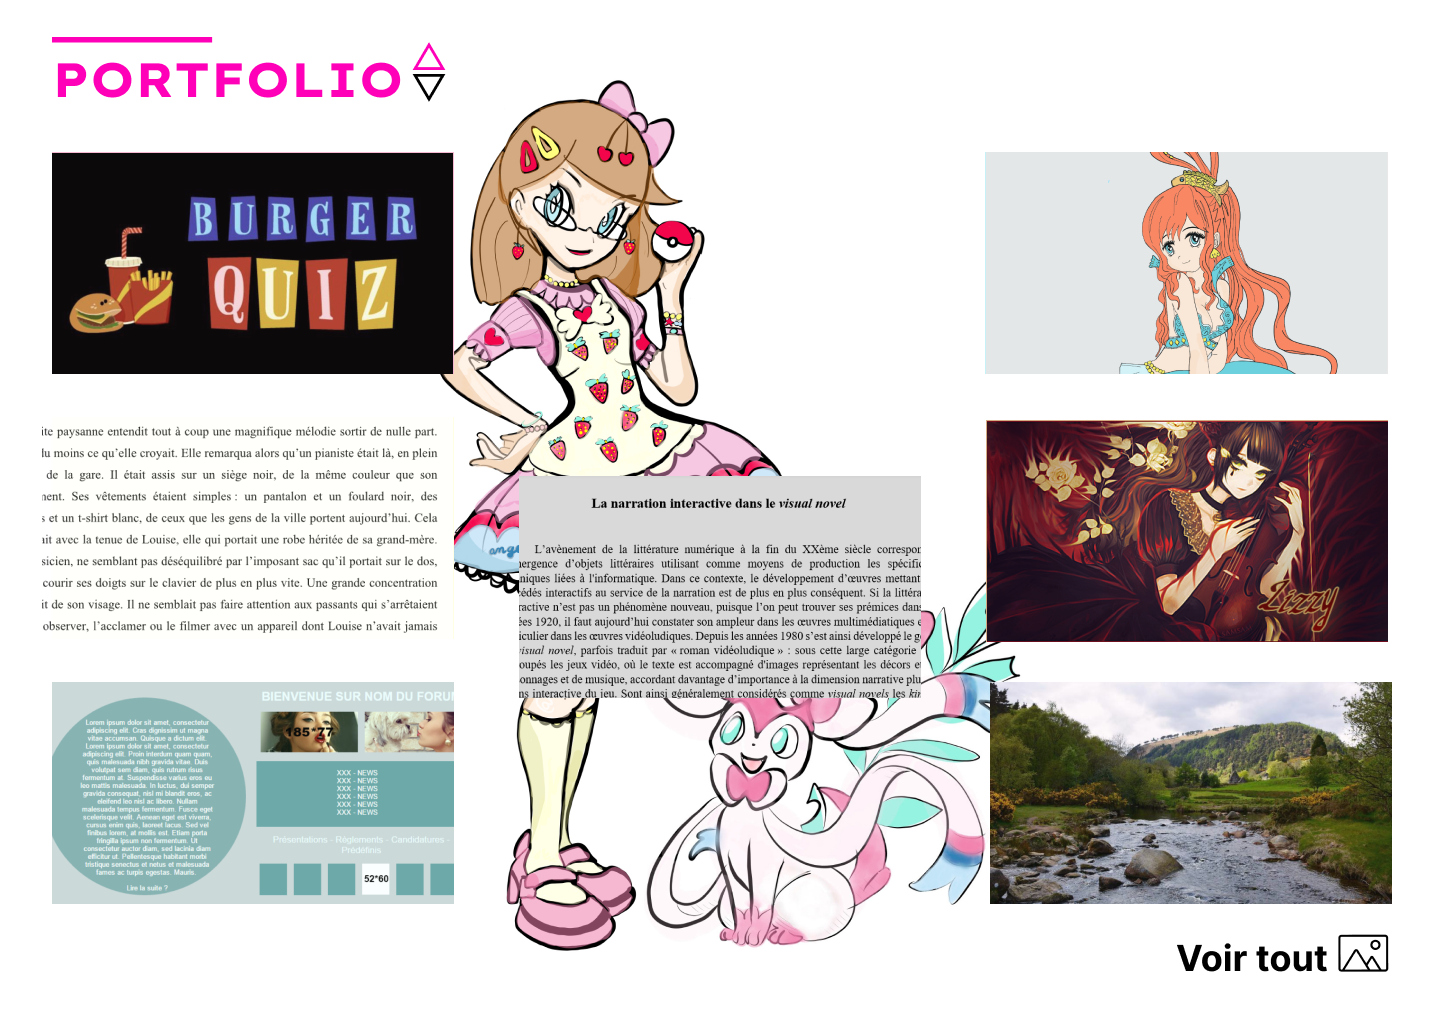 PORTFOLIO
BURGER
QUIZ
ite paysanne entendit tout à coup une magnifique mélodie sortir de nulle part.
du moins ce qu'elle croyait. Elle remarqua alors qu'un pianiste était là, en plein
de la gare. Il était assis sur un siège noir, de la même couleur que son
ment. Ses vêtements étaient simples : un pantalon et un foulard noir, des
s et un t-shirt blanc, de ceux que les gens de la ville portent aujourd'hui. Cela
ait avec la tenue de Louise, elle qui portait une robe héritée de sa grand-mère.
sicien, ne semblant pas déséquilibré par l'imposant sac qu'il portait sur le dos,
courir ses doigts sur le clavier de plus en plus vite. Une grande concentration
it de son visage. Il ne semblait pas faire attention aux passants qui s'arrêtaient
observer, l'acclamer ou le filmer avec un appareil dont Louise n'avait jamais
La narration interactive dans le visual novel
L'avènement de la littérature numérique à la fin du XXème siècle correspon
mergence d'objets littéraires utilisant comme moyens de production les spécific
niques liées à l'informatique. Dans ce contexte, le développement d'œuvres mettant
cédés interactifs au service de la narration est de plus en plus conséquent. Si la littéra
ractive n'est pas un phénomène nouveau, puisque l'on peut trouver ses prémices dans
ées 1920, il faut aujourd'hui constater son ampleur dans les œuvres multimédiatiques e
iculier dans les œuvres vidéoludiques. Depuis les années 1980 s'est ainsi développé le g
visual novel, parfois traduit par « roman vidéoludique » : sous cette large catégorie
oupés les jeux vidéo, où le texte est accompagné d'images représentant les décors e
onnages et de musique, accordant davantage d'importance à la dimension narrative plu
ns interactive du jeu. Sont ainsi généralement considérés comme visual novels les kin
ange
Lizzy
Lorem ipsum dolor sit amet, consectetur
adipiscing elit. Cras dignissim ut magna
vitae accumsan. Quisque a dictum elit.
Lorem ipsum dolor sit amet, consectetur
adipiscing elit. Proin interdum quam quam,
quis malesuada nibh gravida vitae. Duis
volutpat sem diam, quis rutrum risus
fermentum at. Suspendisse varius eros eu
leo mattis malesuada. In luctus, dui semper
gravida consequat, nisl mi blandit eros, ac
eleifend leo nisl ac libero. Nullam
malesuada tempus fermentum. Fusce eget
scelerisque velit. Aenean eget est viverra,
cursus enim quis, laoreet lacus. Sed vel
finibus lorem, at mollis est. Etiam porta
fringilla ipsum non fermentum. Ut
consectetur auctor diam, sed lacinia diam
efficitur ut. Pellentesque habitant morbi
tristique senectus et netus et malesuada
fames ac turpis egestas. Mauris.
Lire la suite ?
BIENVENUE SUR NOM DU FORUM
185*77
XXX - NEWS
XXX - NEWS
XXX - NEWS
XXX - NEWS
XXX - NEWS
XXX - NEWS
Présentations - Règlements - Candidatures -
Prédéfinis
52*60
Voir tout